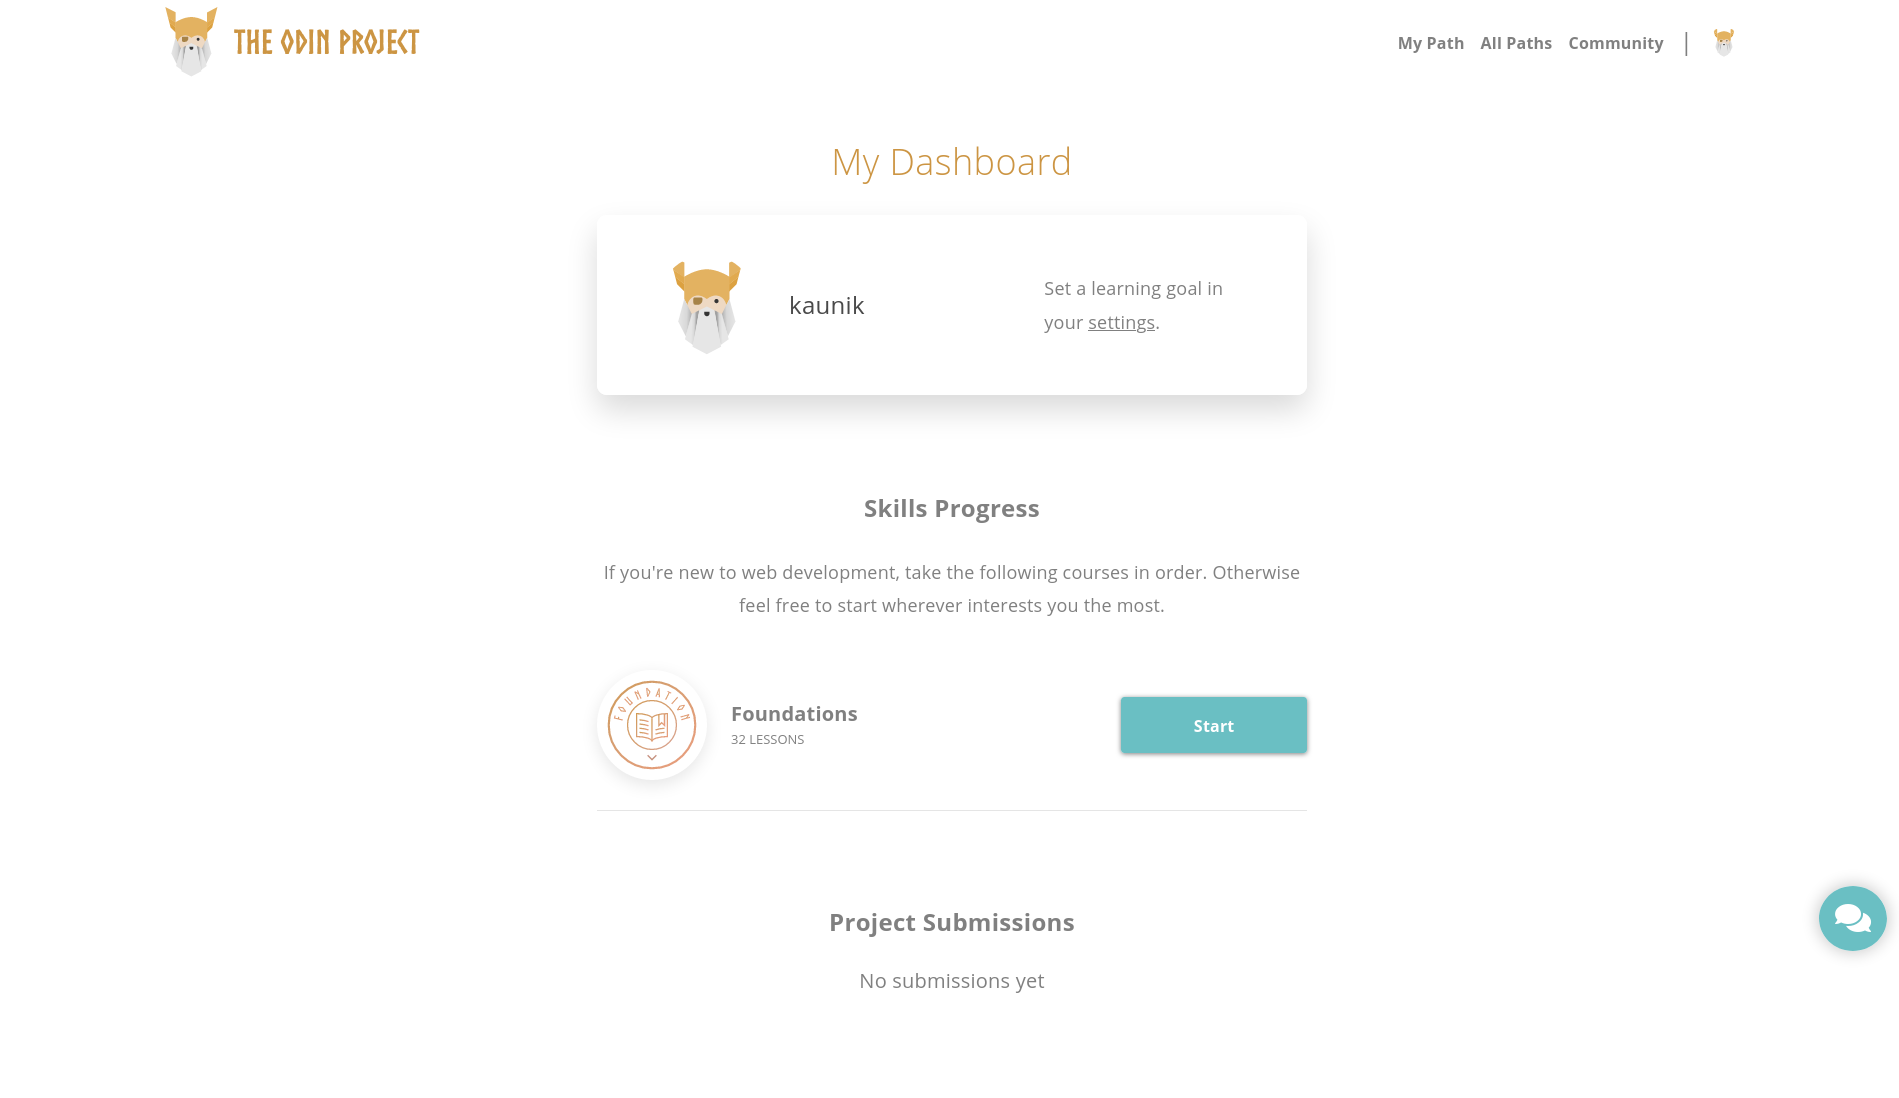 THE ODIN PROJECT
My Path All Paths Community
My Dashboard
kaunik
Set a learning goal in
your settings.
Skills Progress
If you're new to web development, take the following courses in order. Otherwise
feel free to start wherever interests you the most.
FOUNDATION
Foundations
32 LESSONS
Start
Project Submissions
No submissions yet